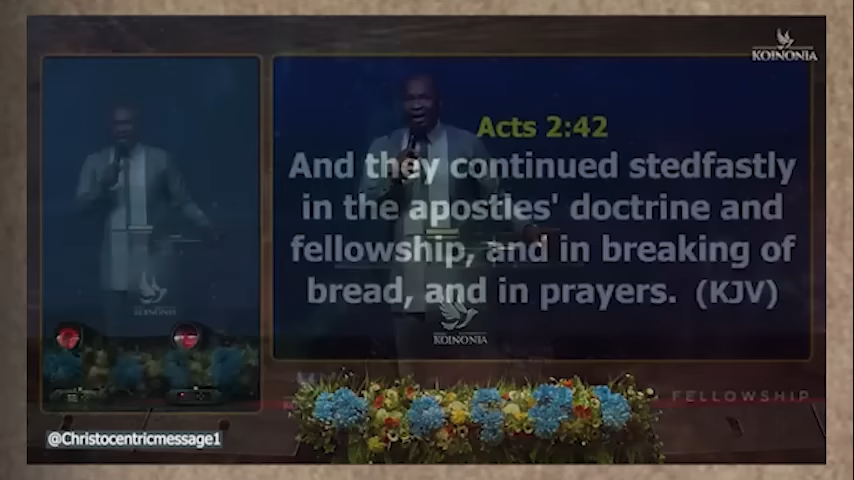 KOINONIA
Acts 2:42
And they continued stedfastly
in the apostles' doctrine and
fellowship, and in breaking of
bread, and in prayers. (KJV)
KOINONIA
KOINONIA
FELLOWSHIP
@Christocentricmessage1